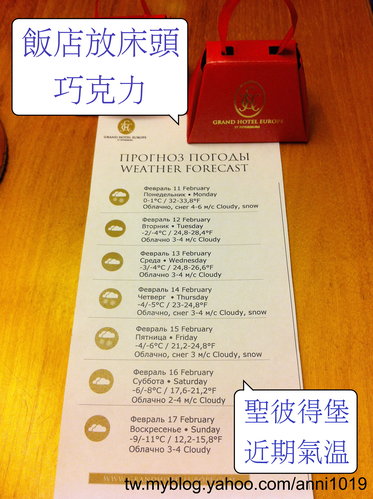 飯店放床頭
巧克力
GRAND HOTEL EUROPE
GRAND HOTEL EUROPE
ST PETERSBURG
ПРОГНОЗ ПОГОДЫ
WEATHER FORECAST
Февраль 11 February
Понедельник • Monday
0-1°C / 32-33,8°F
Облачно, снег 4-6 м/с Cloudy, snow
Февраль 12 February
Вторник • Tuesday
-2/-4°C / 24,8-28,4°F
Облачно 3-4 м/с Cloudy
Февраль 13 February
Среда • Wednesday
-3/-4°C / 24,8-26,6°F
Облачно 3-4 м/с Cloudy
Февраль 14 February
Четверг • Thursday
-4/-5°C / 23-24,8°F
Облачно, снег 3-4 м/с Cloudy, snow
Февраль 15 February
Пятница • Friday
-4/-6°C / 21,2-24,8°F
Облачно, снег 3 м/с Cloudy, snow
Февраль 16 February
Суббота • Saturday
-6/-8°C / 17,6-21,2°F
Облачно 2-4 м/с Cloudy
Февраль 17 February
Воскресенье • Sunday
-9/-11°C / 12,2-15,8°F
Облачно 3-4 м/с Cloudy
聖彼得堡
近期氣温
tw.myblog.yahoo.com/anni1019